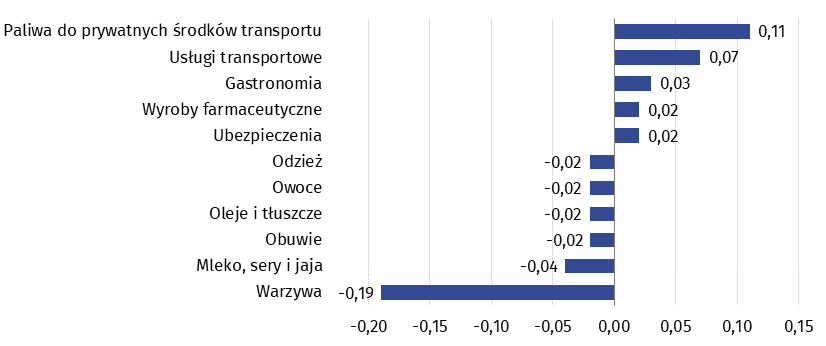 Paliwa do prywatnych środków transportu 0,11
Usługi transportowe 0,07
Gastronomia 0,03
Wyroby farmaceutyczne 0,02
Ubezpieczenia 0,02
Odzież -0,02
Owoce -0,02
Oleje i tłuszcze -0,02
Obuwie -0,02
Mleko, sery i jaja -0,04
Warzywa -0,19
-0,20 -0,15 -0,10 -0,05 0,00 0,05 0,10 0,15